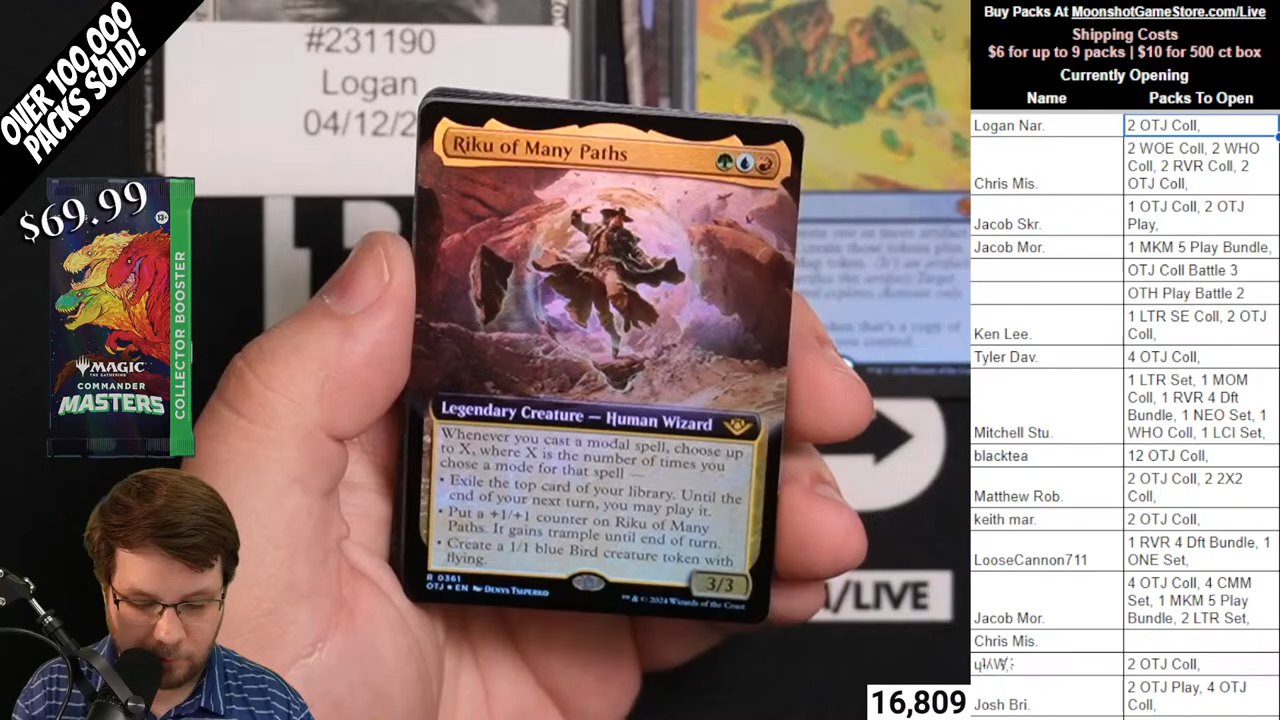 OVER 100,000
PACKS SOLD!
$69.99
13+
MAGIC
THE GATHERING
COMMANDER
MASTERS
COLLECTOR BOOSTER
#231190
Logan
04/12/2
Riku of Many Paths
Legendary Creature — Human Wizard
Whenever you cast a modal spell, choose up
to X, where X is the number of times you
chose a mode for that spell —
• Exile the top card of your library. Until the
end of your next turn, you may play it.
• Put a +1/+1 counter on Riku of Many
Paths. It gains trample until end of turn.
• Create a 1/1 blue Bird creature token with
flying.
3/3
R 0361
OTJ EN DENYS TSIPERKO
™ & © 2024 Wizards of the Coast
/LIVE
16,809
Buy Packs At MoonshotGameStore.com/Live
Shipping Costs
$6 for up to 9 packs | $10 for 500 ct box
Currently Opening
Name Packs To Open
Logan Nar. 2 OTJ Coll,
2 WOE Coll, 2 WHO
Coll, 2 RVR Coll, 2
Chris Mis. OTJ Coll,
1 OTJ Coll, 2 OTJ
Jacob Skr. Play,
Jacob Mor. 1 MKM 5 Play Bundle,
OTJ Coll Battle 3
OTH Play Battle 2
1 LTR SE Coll, 2 OTJ
Ken Lee. Coll,
Tyler Dav. 4 OTJ Coll,
1 LTR Set, 1 MOM
Coll, 1 RVR 4 Dft
Bundle, 1 NEO Set, 1
Mitchell Stu. WHO Coll, 1 LCI Set,
blacktea 12 OTJ Coll,
2 OTJ Coll, 2 2X2
Matthew Rob. Coll,
keith mar. 2 OTJ Coll,
1 RVR 4 Dft Bundle, 1
LooseCannon711 ONE Set,
4 OTJ Coll, 4 CMM
Set, 1 MKM 5 Play
Jacob Mor. Bundle, 2 LTR Set,
Chris Mis.
2 OTJ Coll,
2 OTJ Play, 4 OTJ
Josh Bri. Coll,